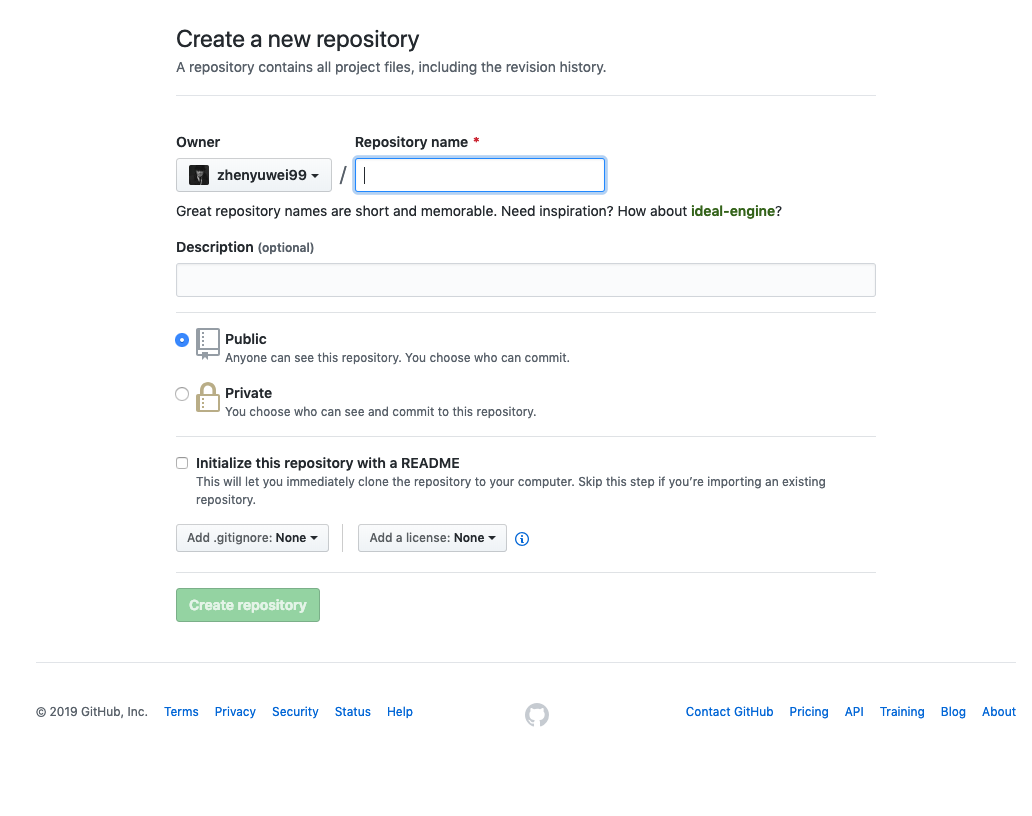 Create a new repository
A repository contains all project files, including the revision history.
Owner
Repository name *
zhenyuwei99
/
Great repository names are short and memorable. Need inspiration? How about ideal-engine?
Description (optional)
Public
Anyone can see this repository. You choose who can commit.
Private
You choose who can see and commit to this repository.
Initialize this repository with a README
This will let you immediately clone the repository to your computer. Skip this step if you’re importing an existing
repository.
Add .gitignore: None
Add a license: None
Create repository
© 2019 GitHub, Inc. Terms Privacy Security Status Help
Contact GitHub Pricing API Training Blog About